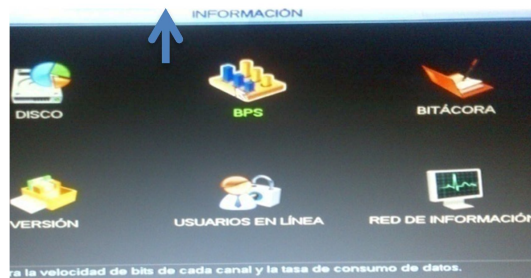 INFORMACIÓN
DISCO
BPS
BITÁCORA
VERSIÓN
USUARIOS EN LÍNEA
RED DE INFORMACIÓN
ra la velocidad de bits de cada canal y la tasa de consumo de datos.